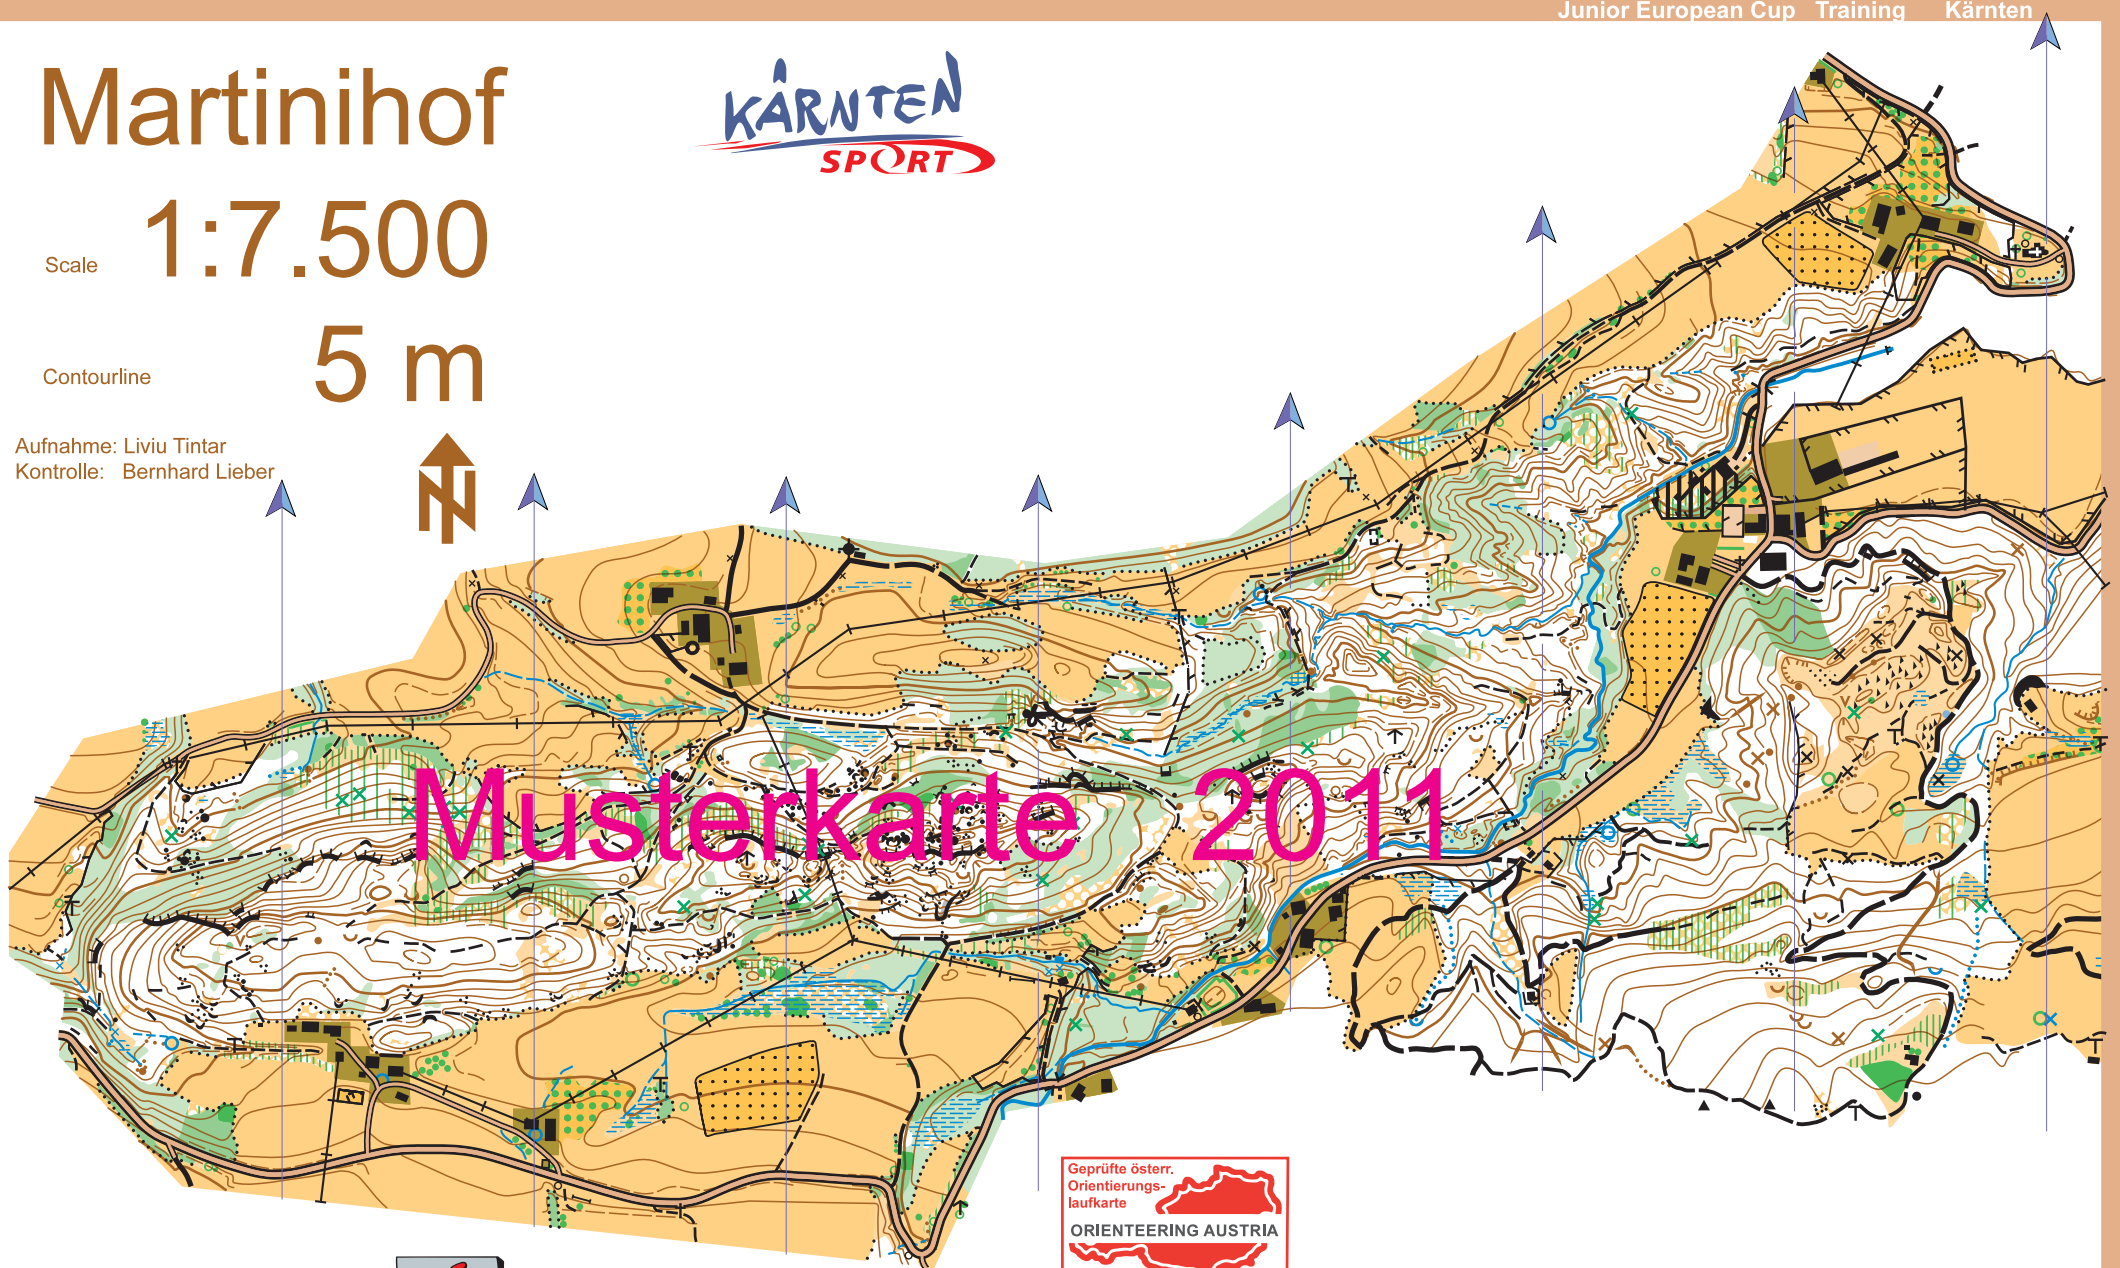 Junior European Cup Training Kärnten
Martinihof
Scale 1:7.500
Contourline 5 m
Aufnahme: Liviu Tintar
Kontrolle: Bernhard Lieber
N
KÄRNTEN
SPORT
Musterkarte 2011
Geprüfte österr.
Orientierungs-
laufkarte
ORIENTEERING AUSTRIA